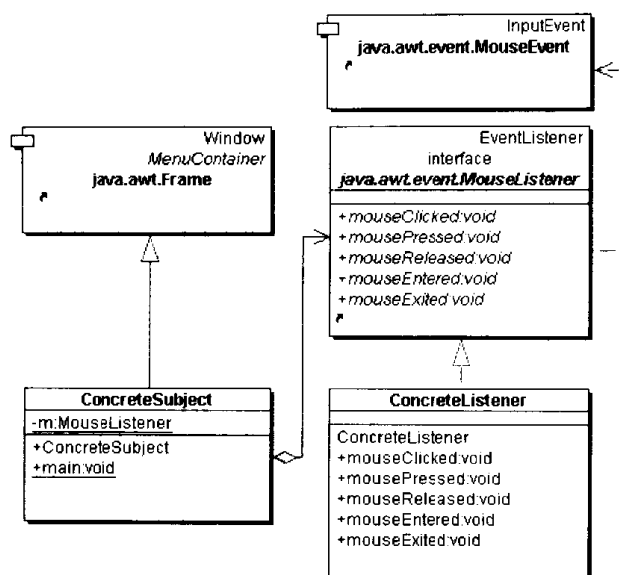 InputEvent
java.awt.event.MouseEvent
Window
MenuContainer
java.awt.Frame
EventListener
interface
java.awt.event.MouseListener
+mouseClicked:void
+mousePressed:void
+mouseReleased:void
+mouseEntered:void
+mouseExited:void
ConcreteSubject
-m:MouseListener
+ConcreteSubject
+main:void
ConcreteListener
ConcreteListener
+mouseClicked:void
+mousePressed:void
+mouseReleased:void
+mouseEntered:void
+mouseExited:void